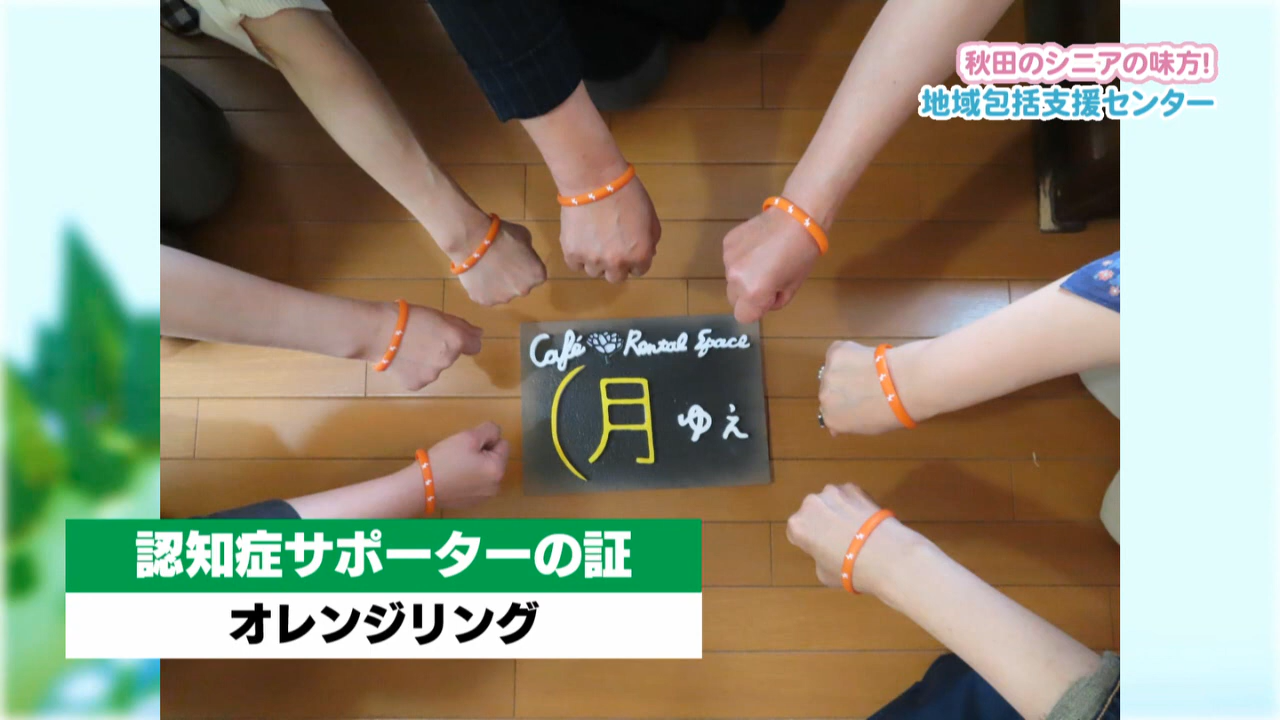 秋田のシニアの味方!
地域包括支援センター
Café Rental Space
月 ゆえ
認知症サポーターの証
オレンジリング